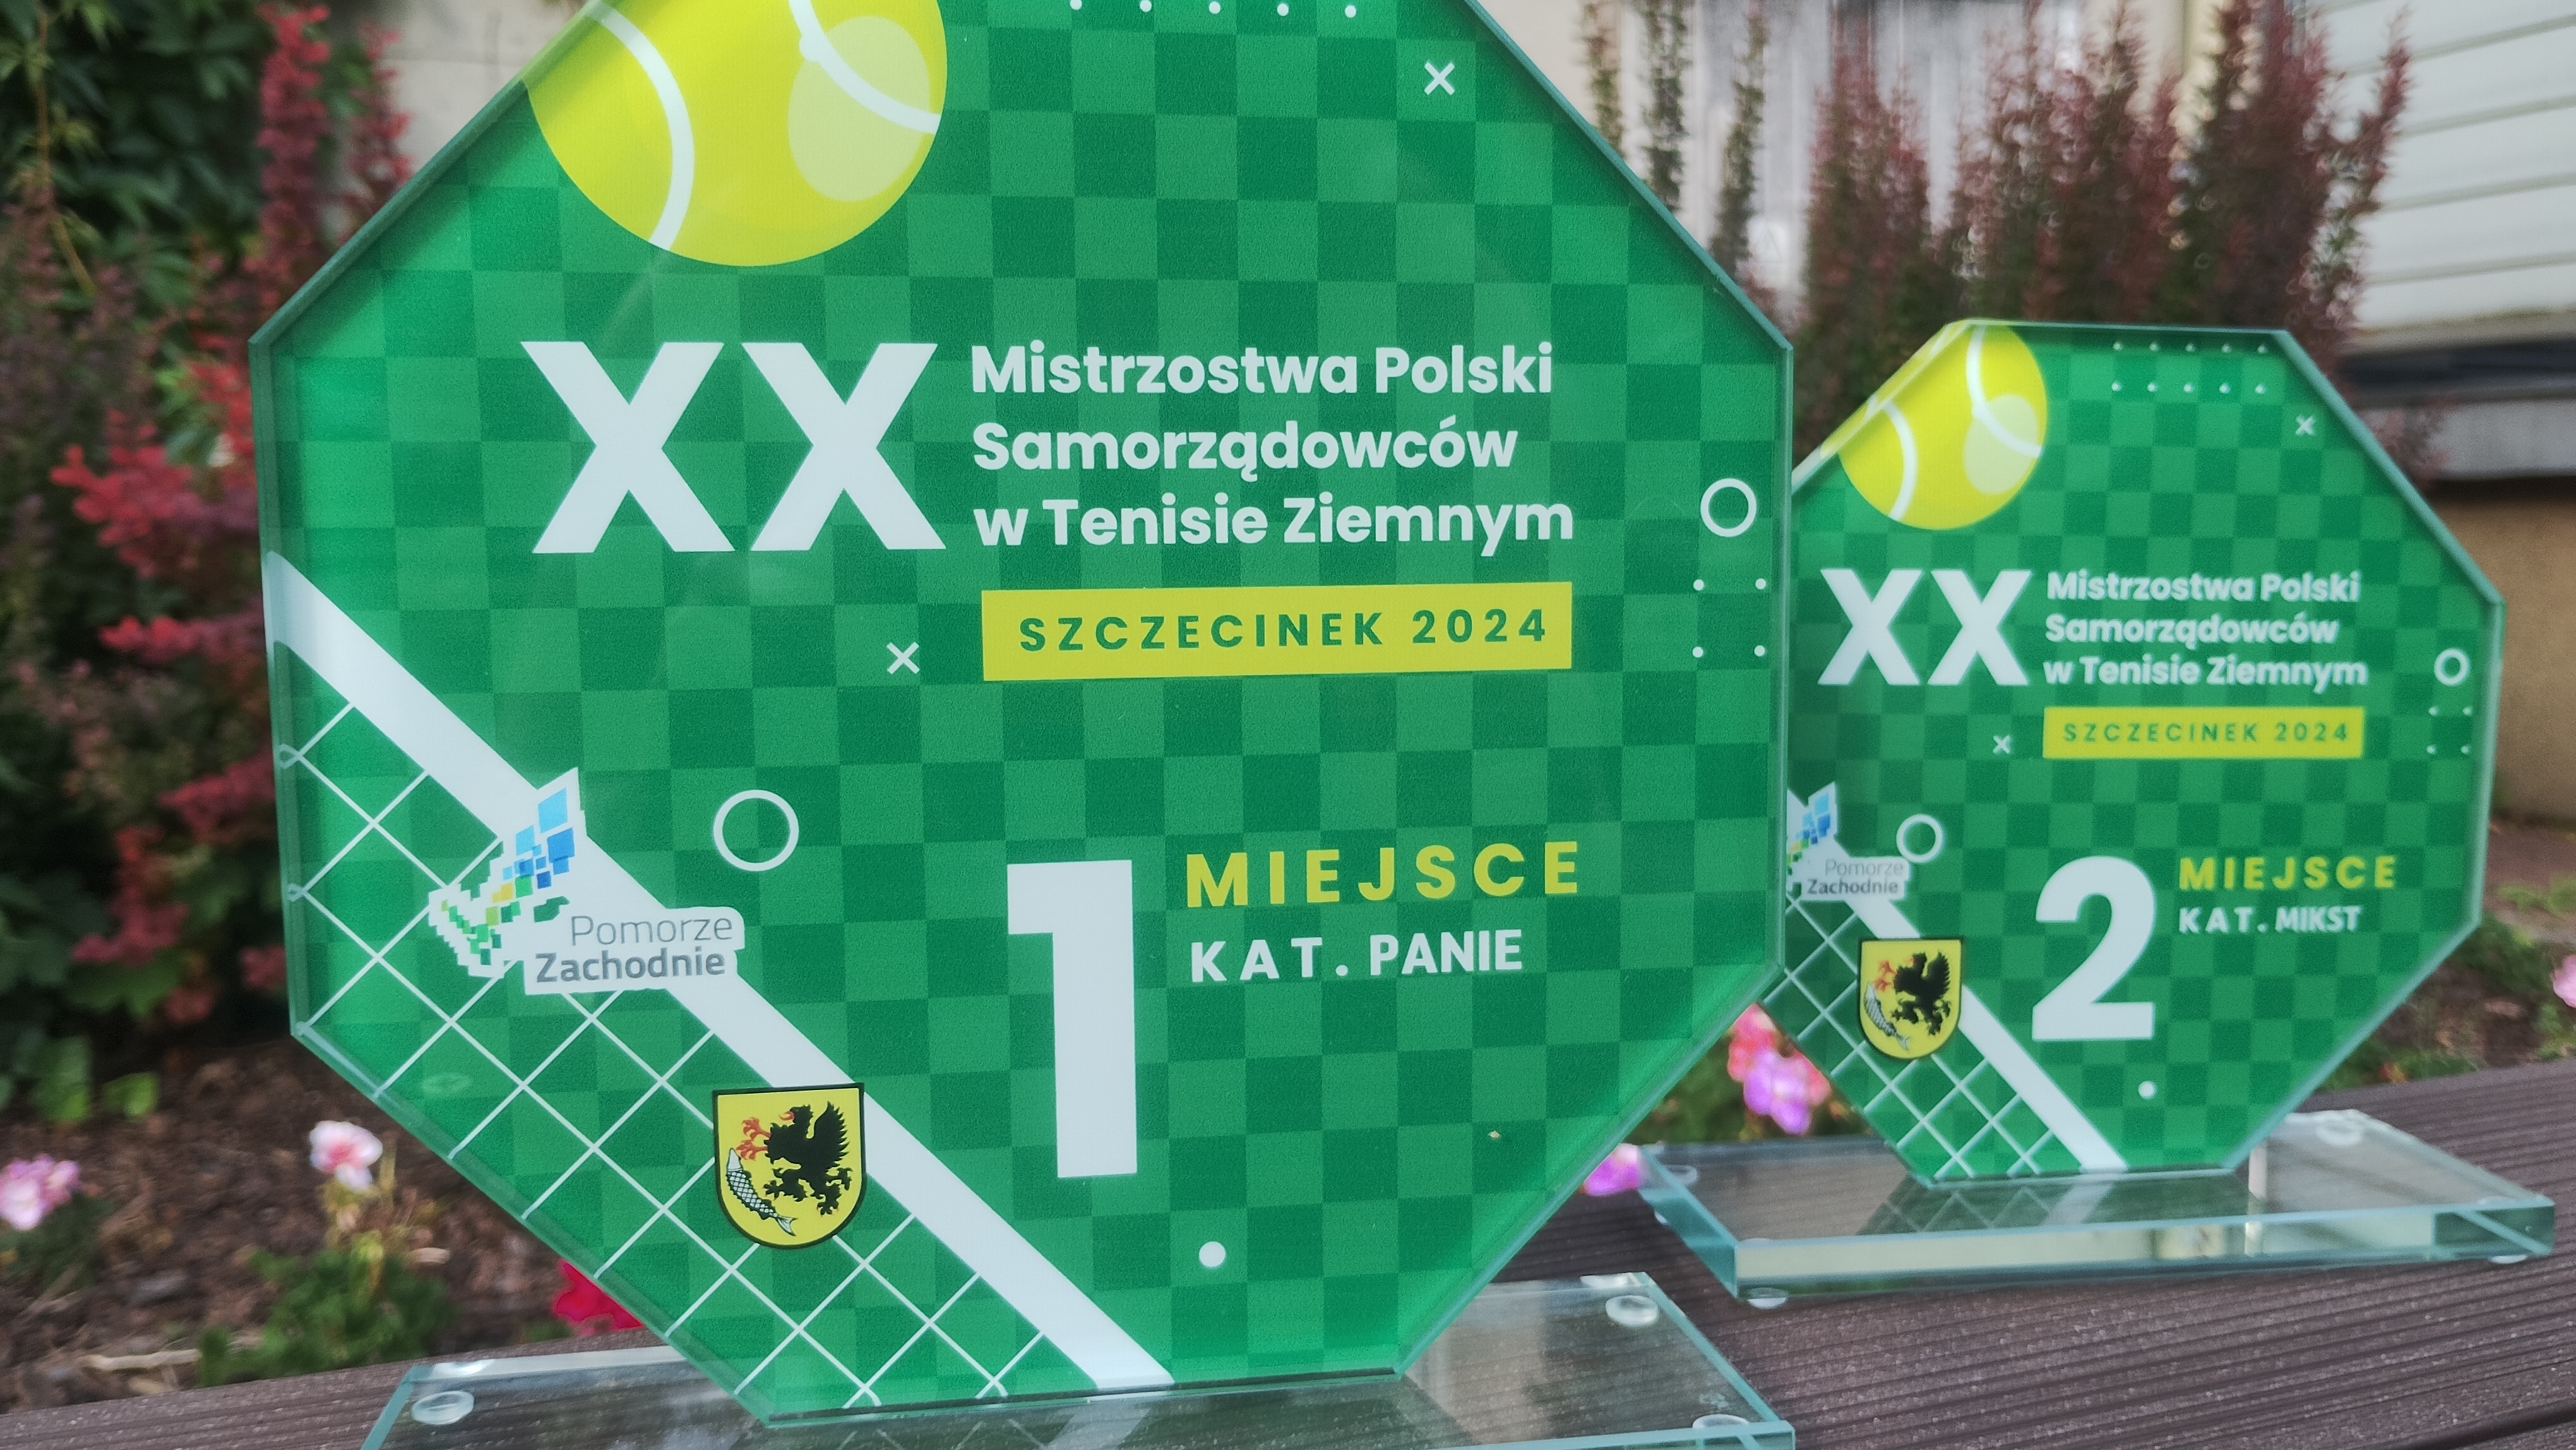 XX Mistrzostwa Polski
Samorządowców
w Tenisie Ziemnym
SZCZECINEK 2024
Pomorze
Zachodnie
1 MIEJSCE
KAT. PANIE
XX Mistrzostwa Polski
Samorządowców
w Tenisie Ziemnym
SZCZECINEK 2024
Pomorze
Zachodnie
2 MIEJSCE
KAT. MIKST